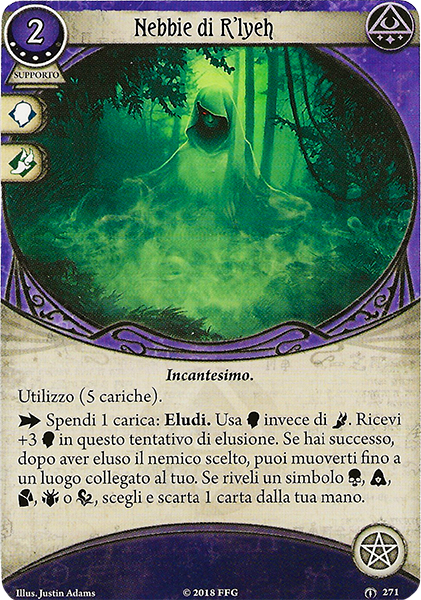 2
Nebbie di R'lyeh
SUPPORTO
Incantesimo.
Utilizzo (5 cariche).
Spendi 1 carica: Eludi. Usa invece di . Ricevi
+3 in questo tentativo di elusione. Se hai successo,
dopo aver eluso il nemico scelto, puoi muoverti fino a
un luogo collegato al tuo. Se riveli un simbolo , ,
, o , scegli e scarta 1 carta dalla tua mano.
Illus. Justin Adams
© 2018 FFG
271